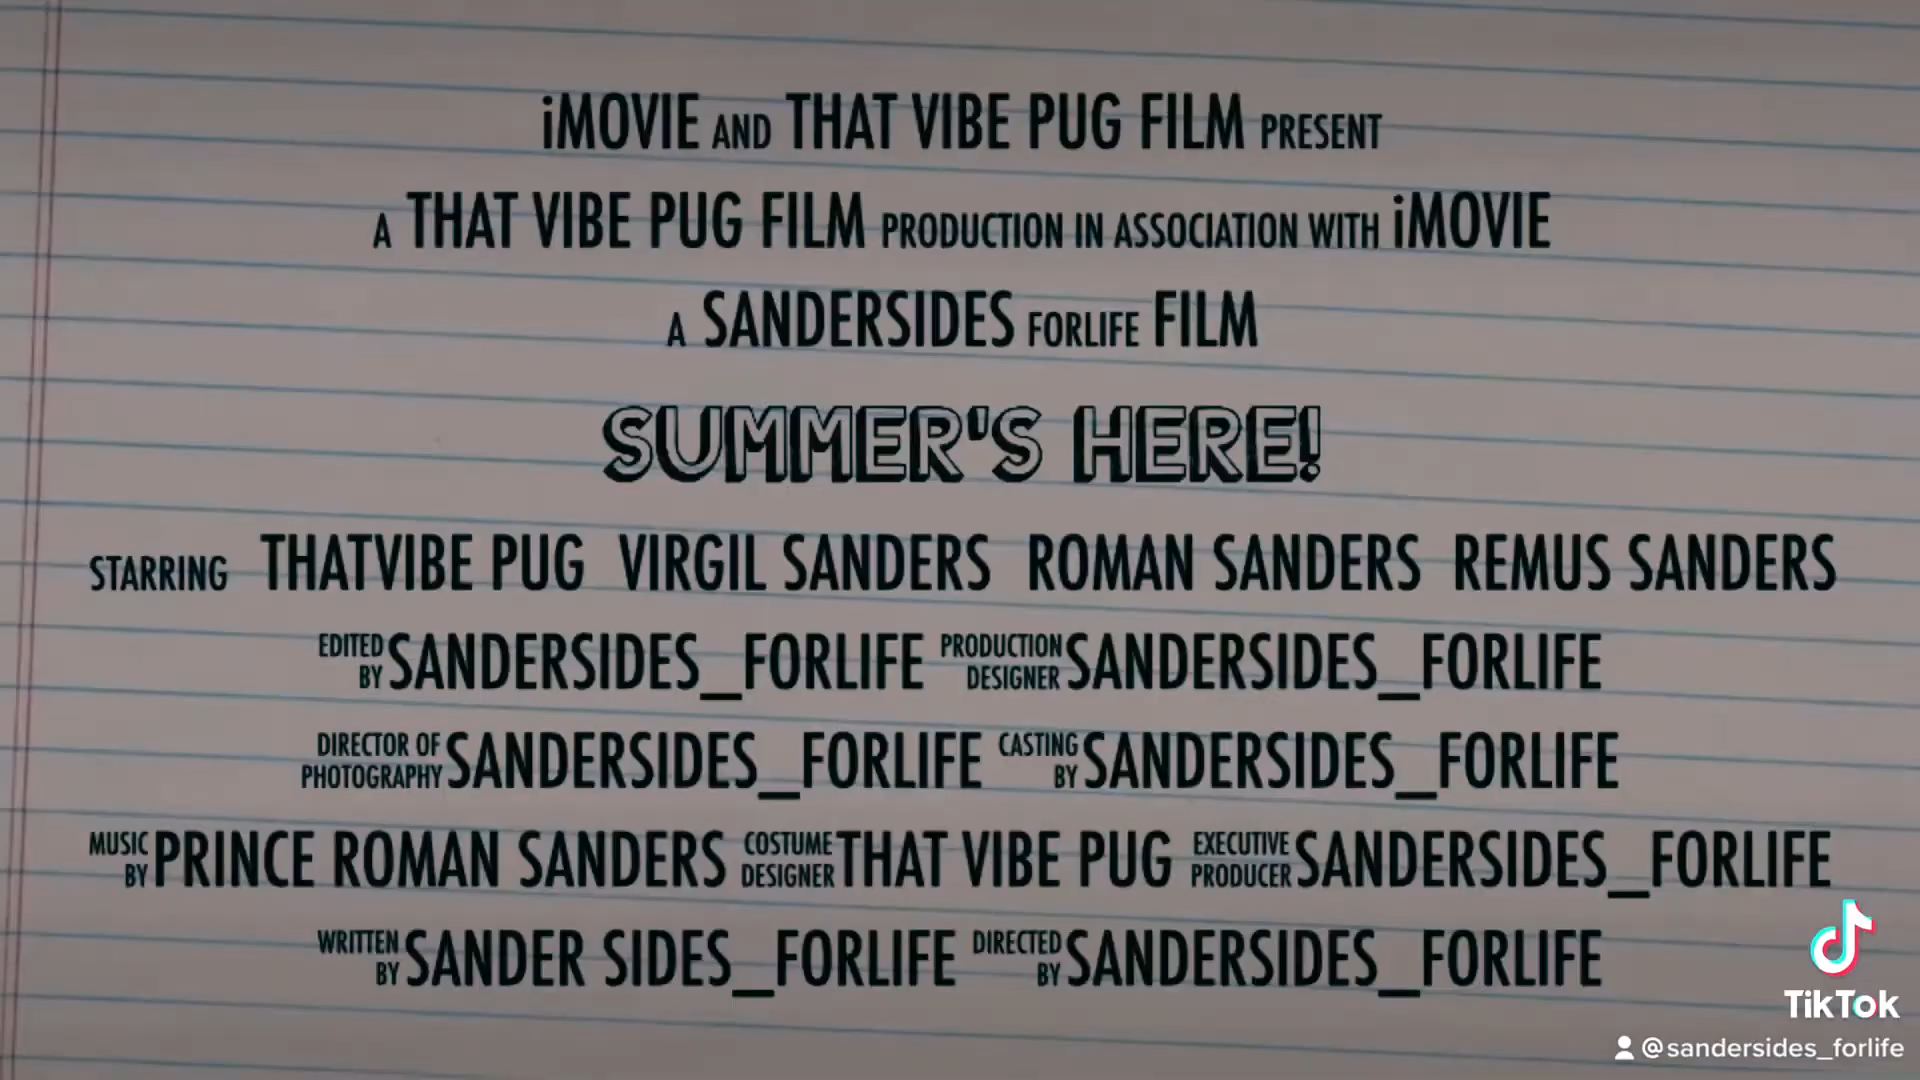 iMOVIE AND THAT VIBE PUG FILM PRESENT
A THAT VIBE PUG FILM PRODUCTION IN ASSOCIATION WITH iMOVIE
A SANDERSIDES FORLIFE FILM
SUMMER'S HERE!
STARRING THATVIBE PUG VIRGIL SANDERS ROMAN SANDERS REMUS SANDERS
EDITED BY SANDERSIDES_FORLIFE PRODUCTION DESIGNER SANDERSIDES_FORLIFE
DIRECTOR OF PHOTOGRAPHY SANDERSIDES_FORLIFE CASTING BY SANDERSIDES_FORLIFE
MUSIC BY PRINCE ROMAN SANDERS COSTUME DESIGNER THAT VIBE PUG EXECUTIVE PRODUCER SANDERSIDES_FORLIFE
WRITTEN BY SANDER SIDES_FORLIFE DIRECTED BY SANDERSIDES_FORLIFE
TikTok
@sandersides_forlife